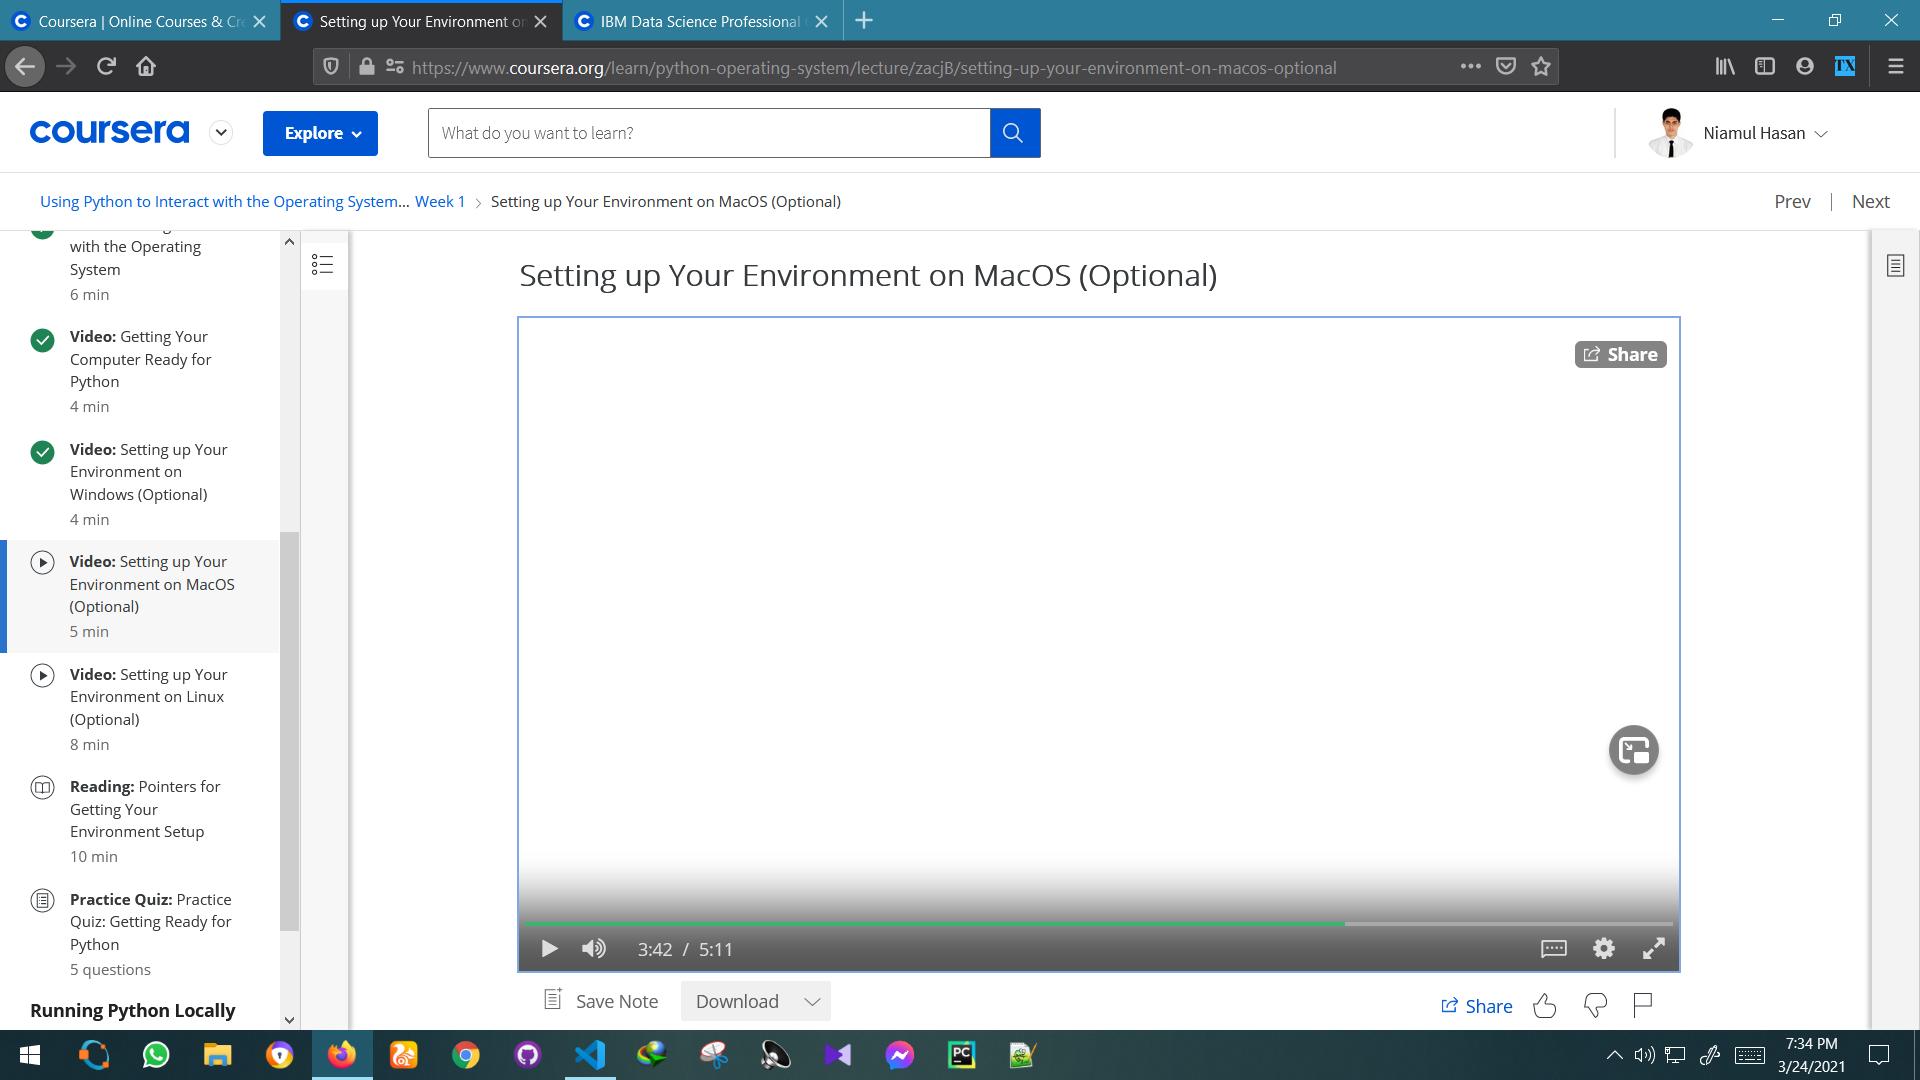 Coursera | Online Courses & Cre
Setting up Your Environment on
IBM Data Science Professional
https://www.coursera.org/learn/python-operating-system/lecture/zacjB/setting-up-your-environment-on-macos-optional
TX
coursera
Explore
What do you want to learn?
Niamul Hasan
Using Python to Interact with the Operating System... Week 1 > Setting up Your Environment on MacOS (Optional)
Prev | Next
with the Operating
System
6 min
Video: Getting Your
Computer Ready for
Python
4 min
Video: Setting up Your
Environment on
Windows (Optional)
4 min
Video: Setting up Your
Environment on MacOS
(Optional)
5 min
Video: Setting up Your
Environment on Linux
(Optional)
8 min
Reading: Pointers for
Getting Your
Environment Setup
10 min
Practice Quiz: Practice
Quiz: Getting Ready for
Python
5 questions
Running Python Locally
Setting up Your Environment on MacOS (Optional)
Share
3:42 / 5:11
Save Note
Download
Share
PC
7:34 PM
3/24/2021